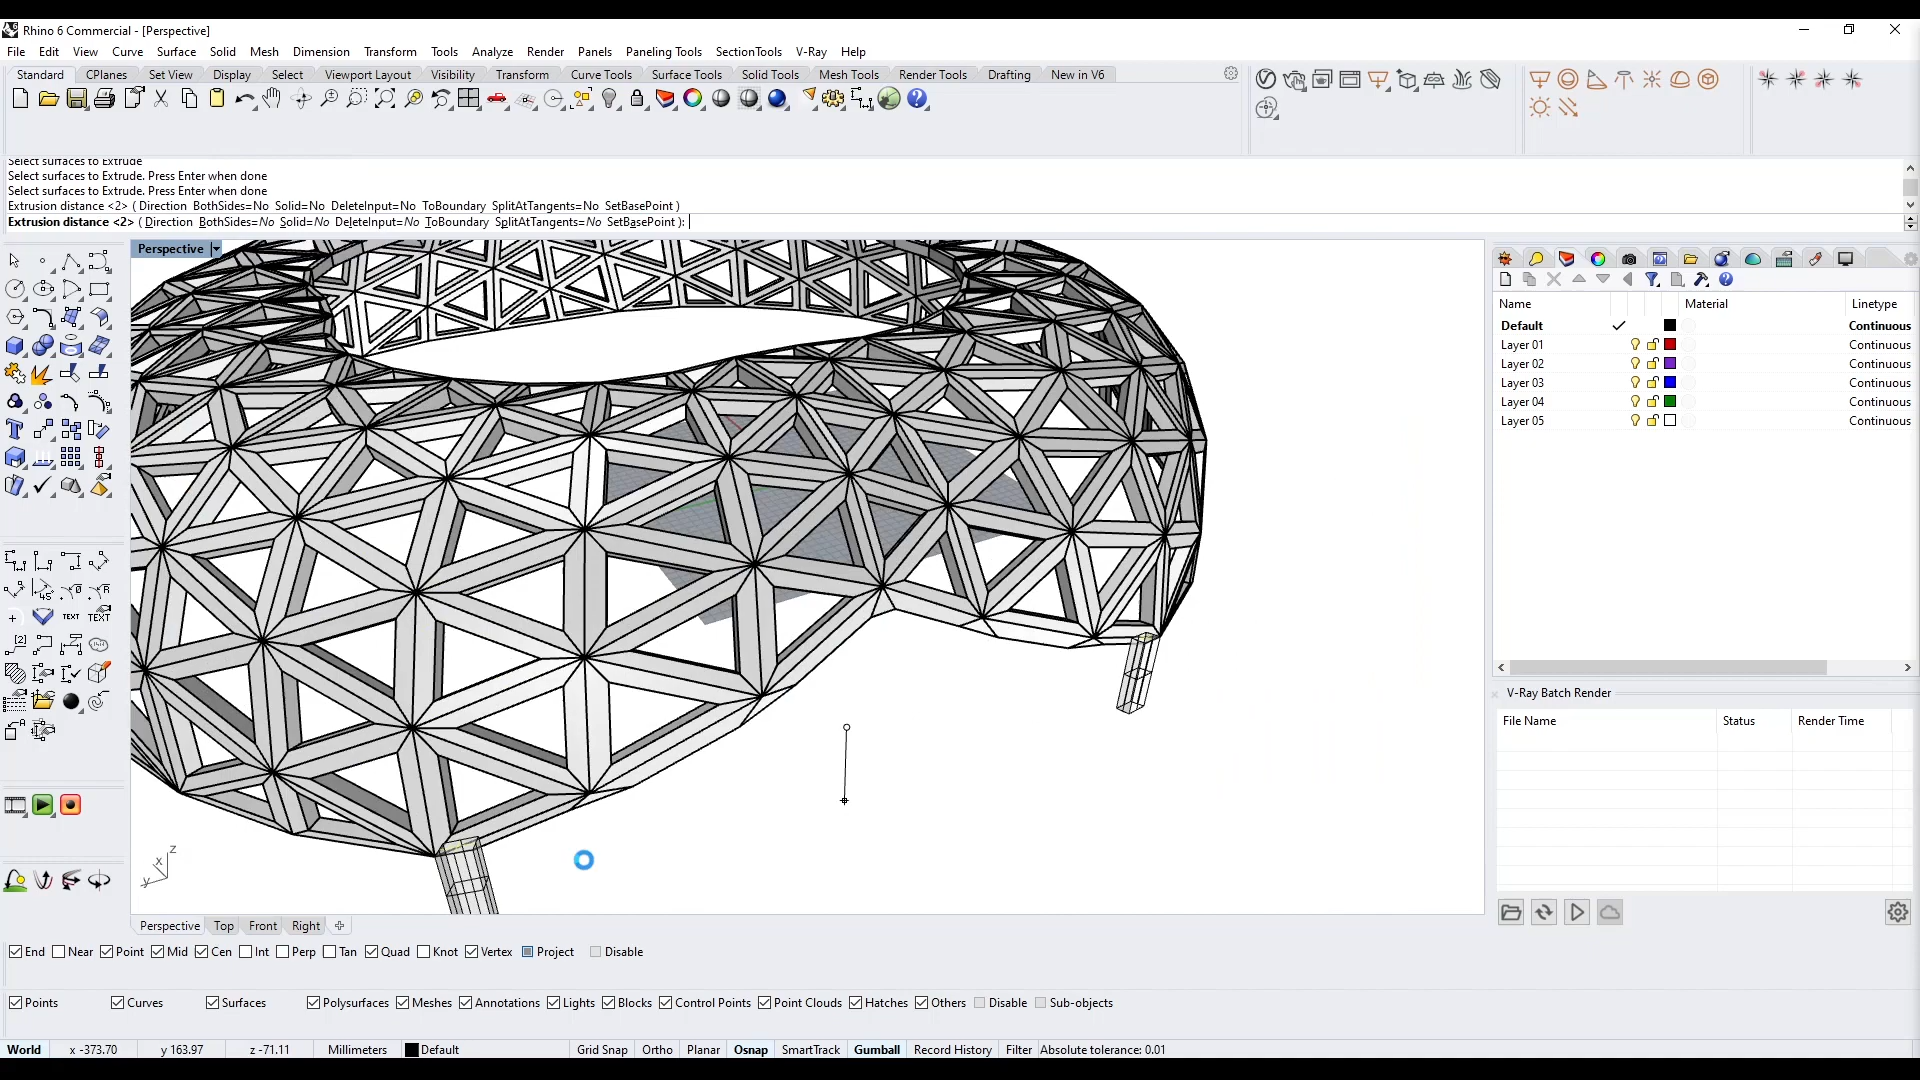 Rhino 6 Commercial - [Perspective]
File Edit View Curve Surface Solid Mesh Dimension Transform Tools Analyze Render Panels Paneling Tools SectionTools V-Ray Help
Standard CPlanes Set View Display Select Viewport Layout Visibility Transform Curve Tools Surface Tools Solid Tools Mesh Tools Render Tools Drafting New in V6
Select surfaces to Extrude
Select surfaces to Extrude. Press Enter when done
Select surfaces to Extrude. Press Enter when done
Extrusion distance <2> ( Direction BothSides=No Solid=No DeleteInput=No ToBoundary SplitAtTangents=No SetBasePoint )
Extrusion distance <2> ( Direction BothSides=No Solid=No DeleteInput=No ToBoundary SplitAtTangents=No SetBasePoint ):
Perspective
Name Material Linetype
Default Continuous
Layer 01 Continuous
Layer 02 Continuous
Layer 03 Continuous
Layer 04 Continuous
Layer 05 Continuous
TEXT TEXT
V-Ray Batch Render
File Name Status Render Time
z
x
y
Perspective Top Front Right
End Near Point Mid Cen Int Perp Tan Quad Knot Vertex Project Disable
Points Curves Surfaces Polysurfaces Meshes Annotations Lights Blocks Control Points Point Clouds Hatches Others Disable Sub-objects
World x -373.70 y 163.97 z -71.11 Millimeters Default Grid Snap Ortho Planar Osnap SmartTrack Gumball Record History Filter Absolute tolerance: 0.01